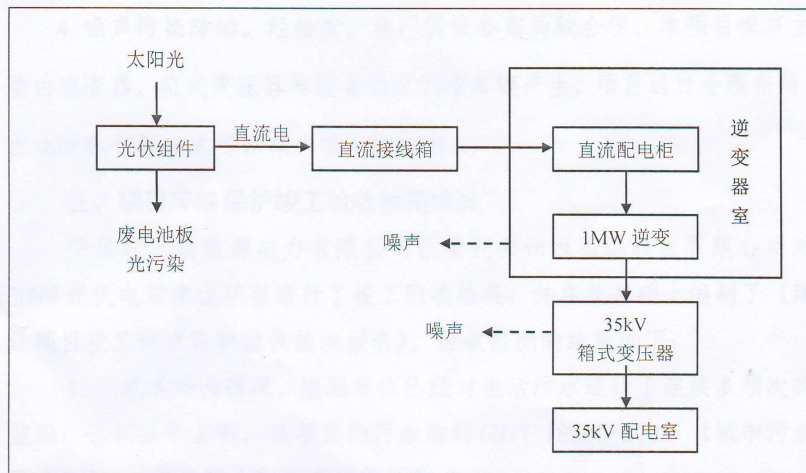 太阳光
光伏组件
直流电
直流接线箱
直流配电柜
逆变器室
废电池板
光污染
噪声
1MW 逆变
噪声
35kV
箱式变压器
35kV 配电室